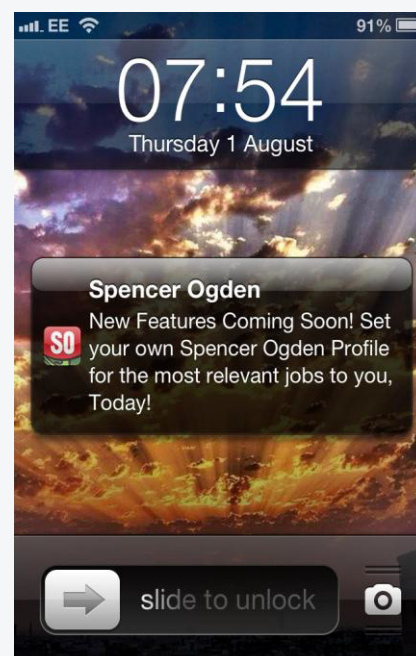 EE 91%
07:54
Thursday 1 August
Spencer Ogden
SO
New Features Coming Soon! Set
your own Spencer Ogden Profile
for the most relevant jobs to you,
Today!
slide to unlock